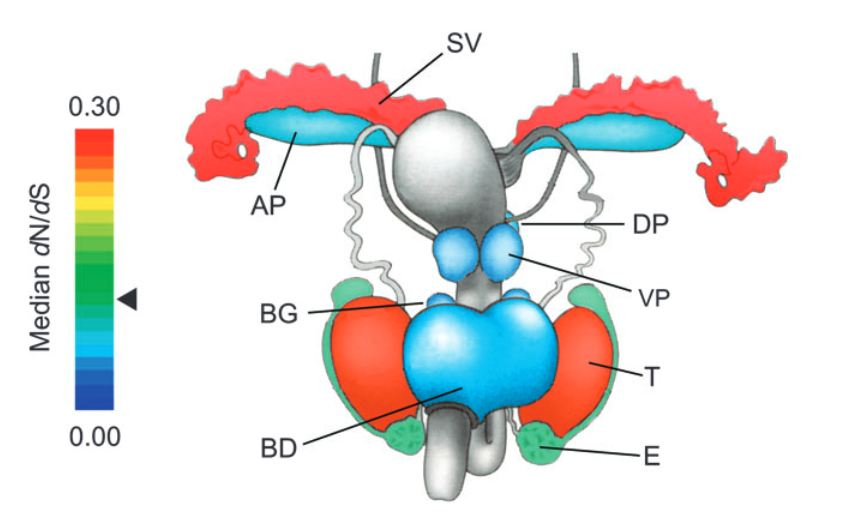 SV
0.30
Median dN/dS
AP
DP
VP
BG
T
BD
E
0.00